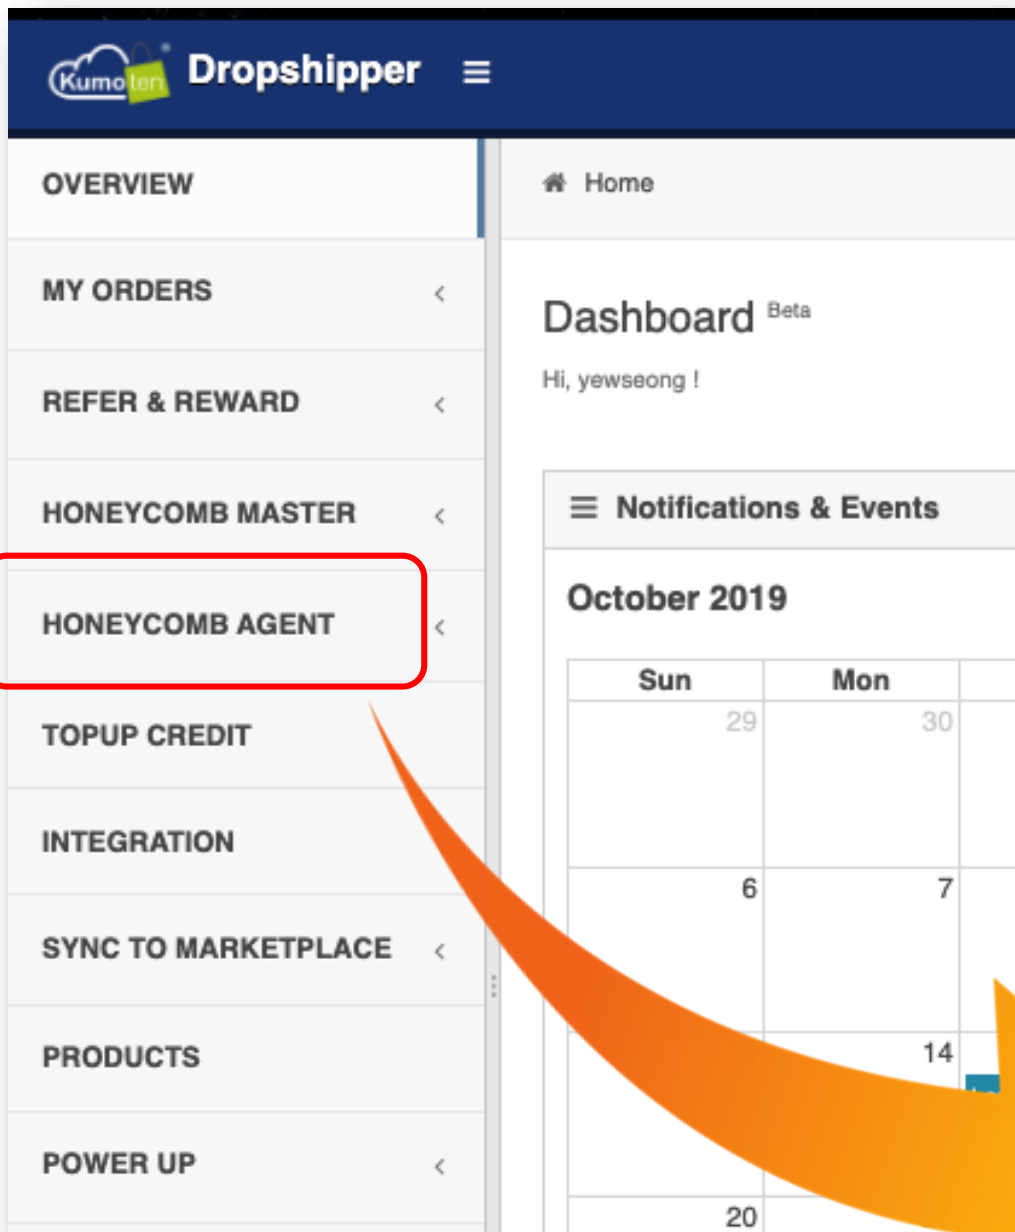 Kumoten ® Dropshipper
OVERVIEW
MY ORDERS
REFER & REWARD
HONEYCOMB MASTER
HONEYCOMB AGENT
TOPUP CREDIT
INTEGRATION
SYNC TO MARKETPLACE
PRODUCTS
POWER UP
Home
Dashboard Beta
Hi, yewseong !
Notifications & Events
October 2019
Sun Mon
29 30
6 7
14
20